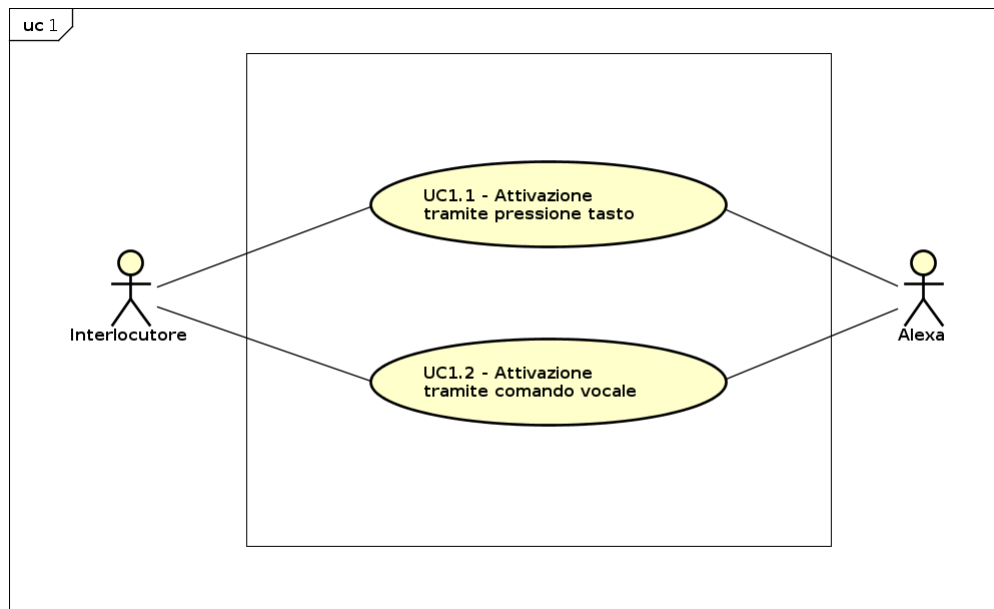 uc 1
UC1.1 - Attivazione
tramite pressione tasto
Interlocutore
Alexa
UC1.2 - Attivazione
tramite comando vocale